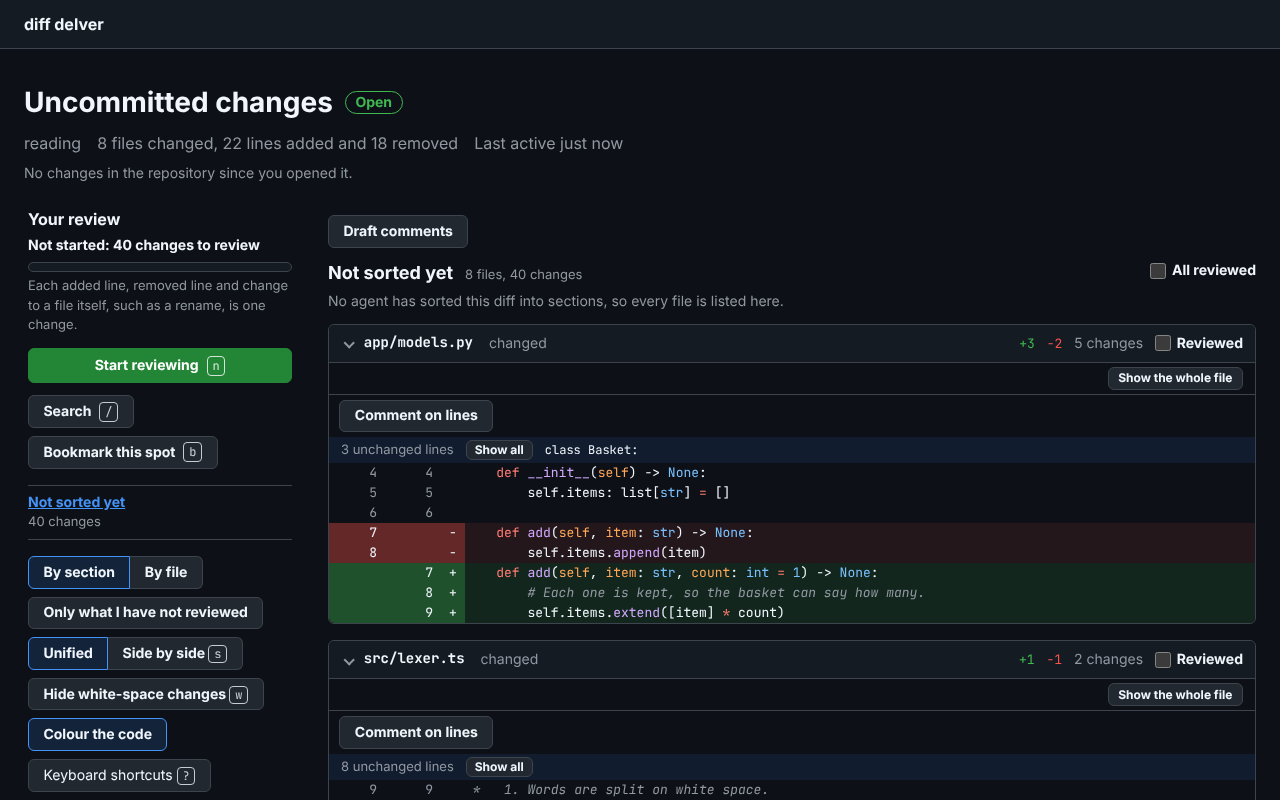 diff delver
Uncommitted changes Open
reading 8 files changed, 22 lines added and 18 removed Last active just now
No changes in the repository since you opened it.
Your review
Not started: 40 changes to review
Each added line, removed line and change
to a file itself, such as a rename, is one
change.
Start reviewing n
Search /
Bookmark this spot b
Not sorted yet
40 changes
By section By file
Only what I have not reviewed
Unified Side by side s
Hide white-space changes w
Colour the code
Keyboard shortcuts ?
Draft comments
Not sorted yet 8 files, 40 changes All reviewed
No agent has sorted this diff into sections, so every file is listed here.
app/models.py changed +3 -2 5 changes Reviewed
Show the whole file
Comment on lines
3 unchanged lines Show all class Basket:
4 4 def __init__(self) -> None:
5 5 self.items: list[str] = []
6 6
7 - def add(self, item: str) -> None:
8 - self.items.append(item)
7 + def add(self, item: str, count: int = 1) -> None:
8 + # Each one is kept, so the basket can say how many.
9 + self.items.extend([item] * count)
src/lexer.ts changed +1 -1 2 changes Reviewed
Show the whole file
Comment on lines
8 unchanged lines Show all
9 9 * 1. Words are split on white space.